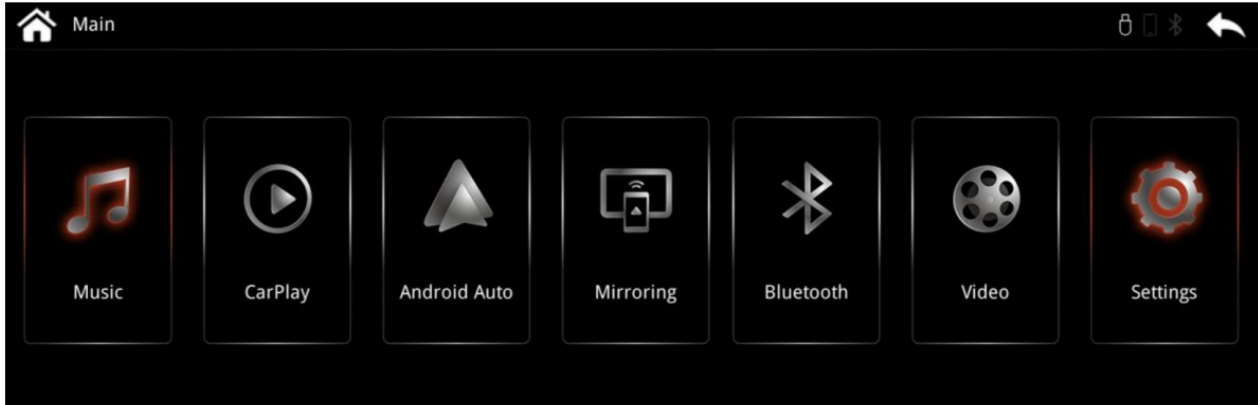 Main
Music
CarPlay
Android Auto
Mirroring
Bluetooth
Video
Settings